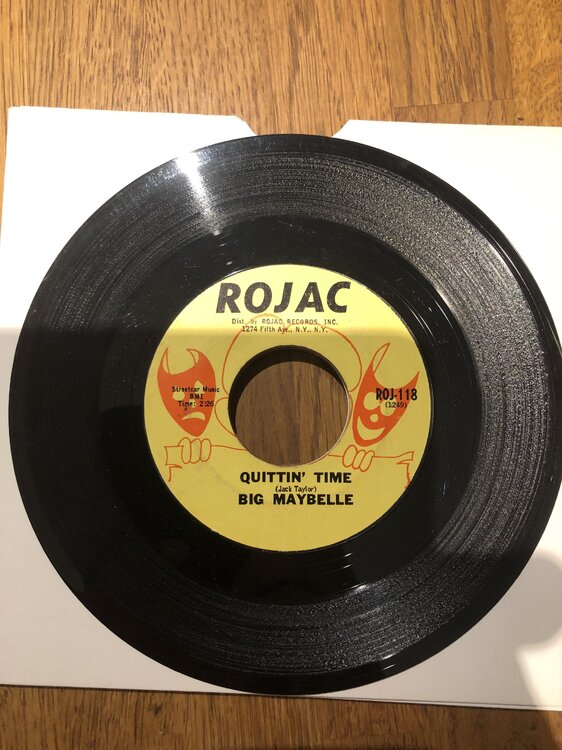 ROJAC
Dist. by ROJAC RECORDS, INC.
1274 Fifth Ave., N.Y., N.Y.
Streetcar Music
BMI
Time: 2:26
ROJ-118
(1249)
QUITTIN' TIME
(Jack Taylor)
BIG MAYBELLE